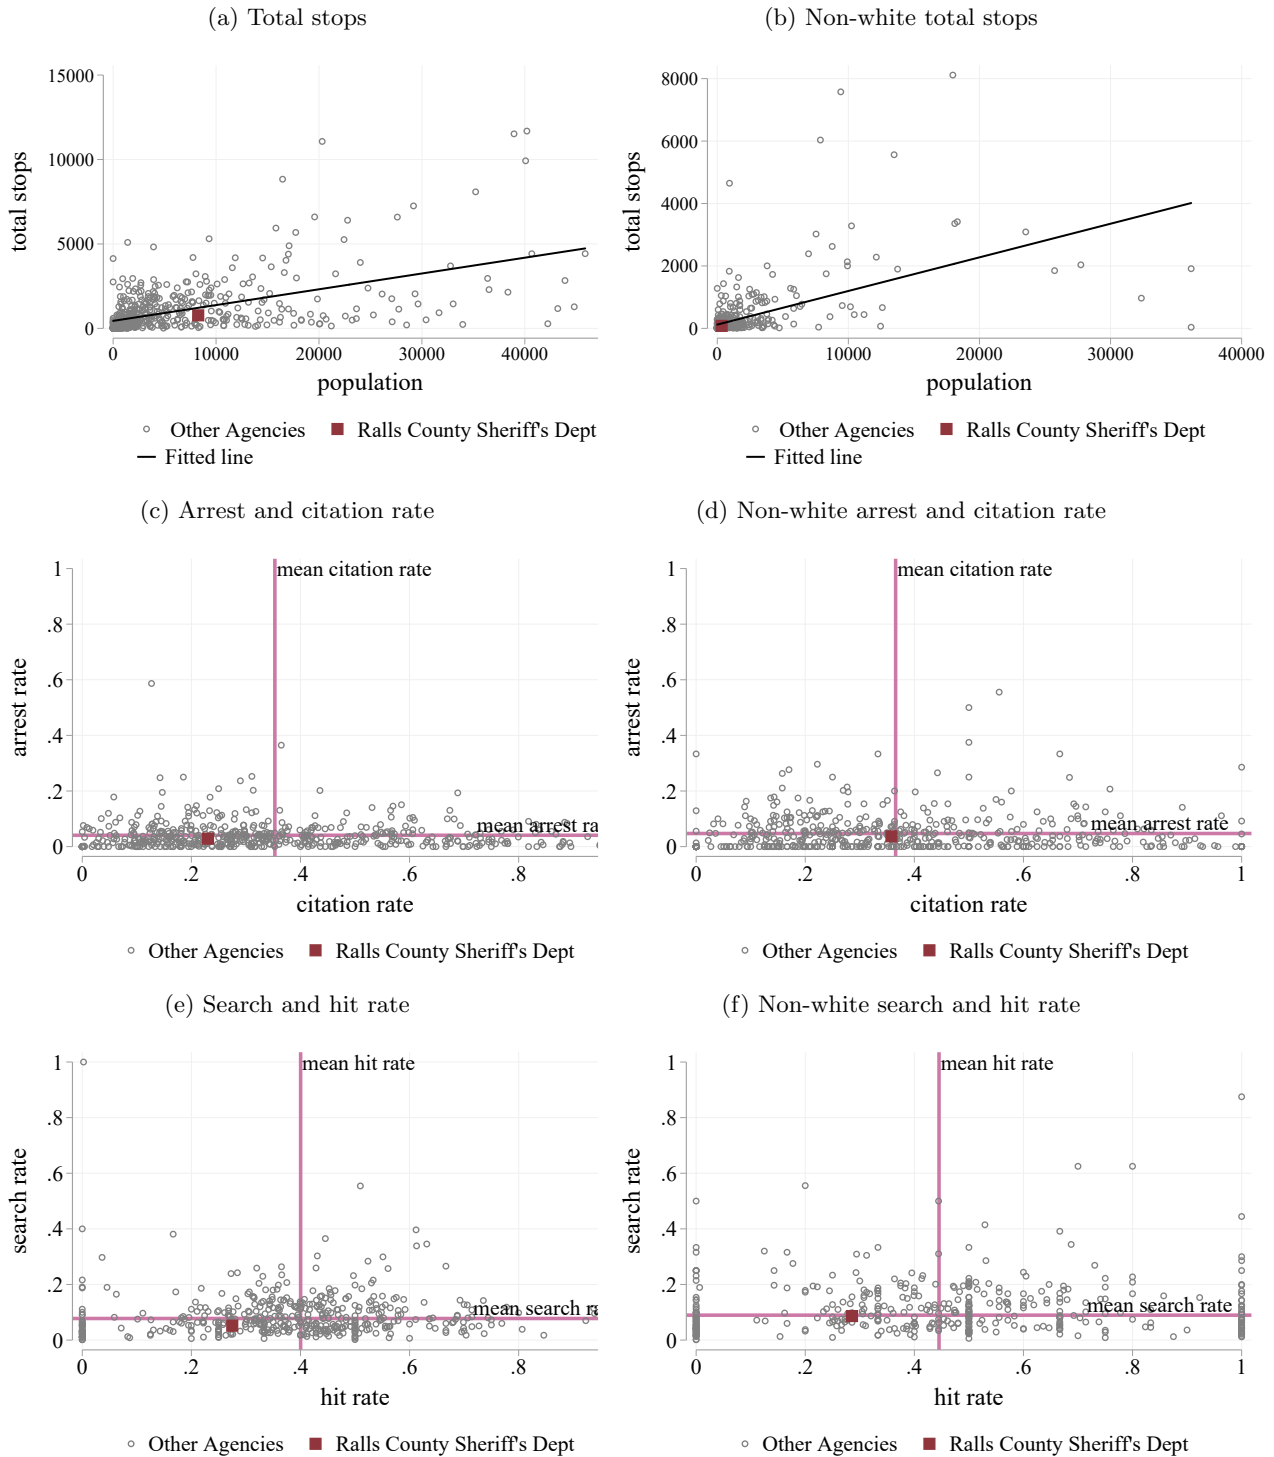 (a) Total stops
total stops
15000
10000
5000
0
0 10000 20000 30000 40000
population
Other Agencies Ralls County Sheriff's Dept
Fitted line
(b) Non-white total stops
total stops
8000
6000
4000
2000
0
0 10000 20000 30000 40000
population
Other Agencies Ralls County Sheriff's Dept
Fitted line
(c) Arrest and citation rate
arrest rate
1
.8
.6
.4
.2
0
mean citation rate
mean arrest ra
0 .2 .4 .6 .8
citation rate
Other Agencies Ralls County Sheriff's Dept
(d) Non-white arrest and citation rate
arrest rate
1
.8
.6
.4
.2
0
mean citation rate
mean arrest rate
0 .2 .4 .6 .8 1
citation rate
Other Agencies Ralls County Sheriff's Dept
(e) Search and hit rate
search rate
1
.8
.6
.4
.2
0
mean hit rate
mean search ra
0 .2 .4 .6 .8
hit rate
Other Agencies Ralls County Sheriff's Dept
(f) Non-white search and hit rate
search rate
1
.8
.6
.4
.2
0
mean hit rate
mean search rate
0 .2 .4 .6 .8 1
hit rate
Other Agencies Ralls County Sheriff's Dept